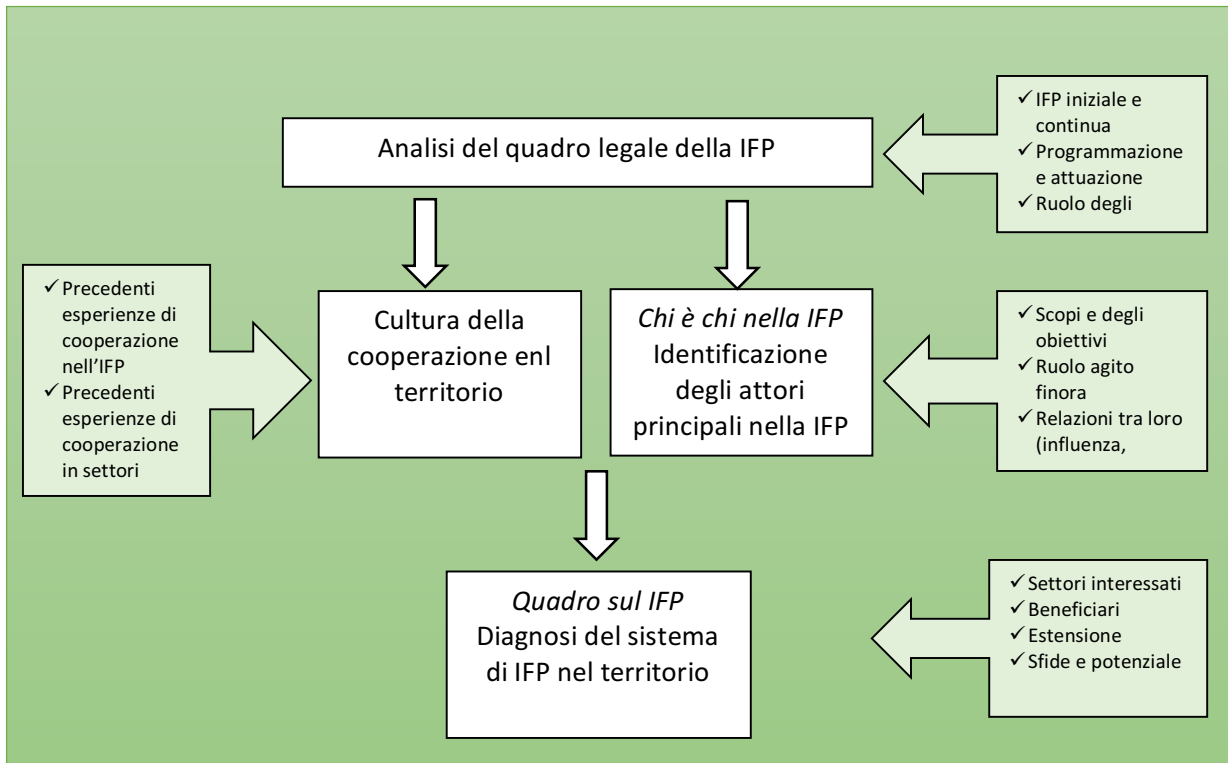 Analisi del quadro legale della IFP
✓ IFP iniziale e
continua
✓ Programmazione
e attuazione
✓ Ruolo degli
✓ Precedenti
esperienze di
cooperazione
nell'IFP
✓ Precedenti
esperienze di
cooperazione
in settori
Cultura della
cooperazione enl
territorio
Chi è chi nella IFP
Identificazione
degli attori
principali nella IFP
✓ Scopi e degli
obiettivi
✓ Ruolo agito
finora
✓ Relazioni tra loro
(influenza,
Quadro sul IFP
Diagnosi del sistema
di IFP nel territorio
✓ Settori interessati
✓ Beneficiari
✓ Estensione
✓ Sfide e potenziale